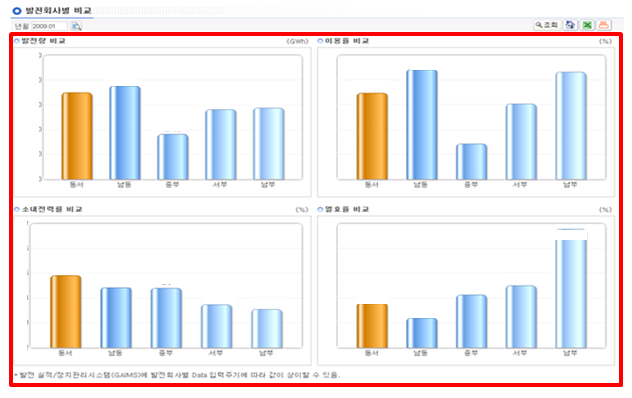 발전회사별 비교
년월 2009.01 조회
발전량 비교 (GWh) 이용률 비교 (%)
동서 남동 중부 서부 남부 동서 남동 중부 서부 남부
소내전력률 비교 (%) 열효율 비교 (%)
동서 남동 중부 서부 남부 동서 남동 중부 서부 남부
* 발전 실적/정지관리시스템(GAIMS)에 발전회사별 Data 입력주기에 따라 값이 상이할 수 있음.